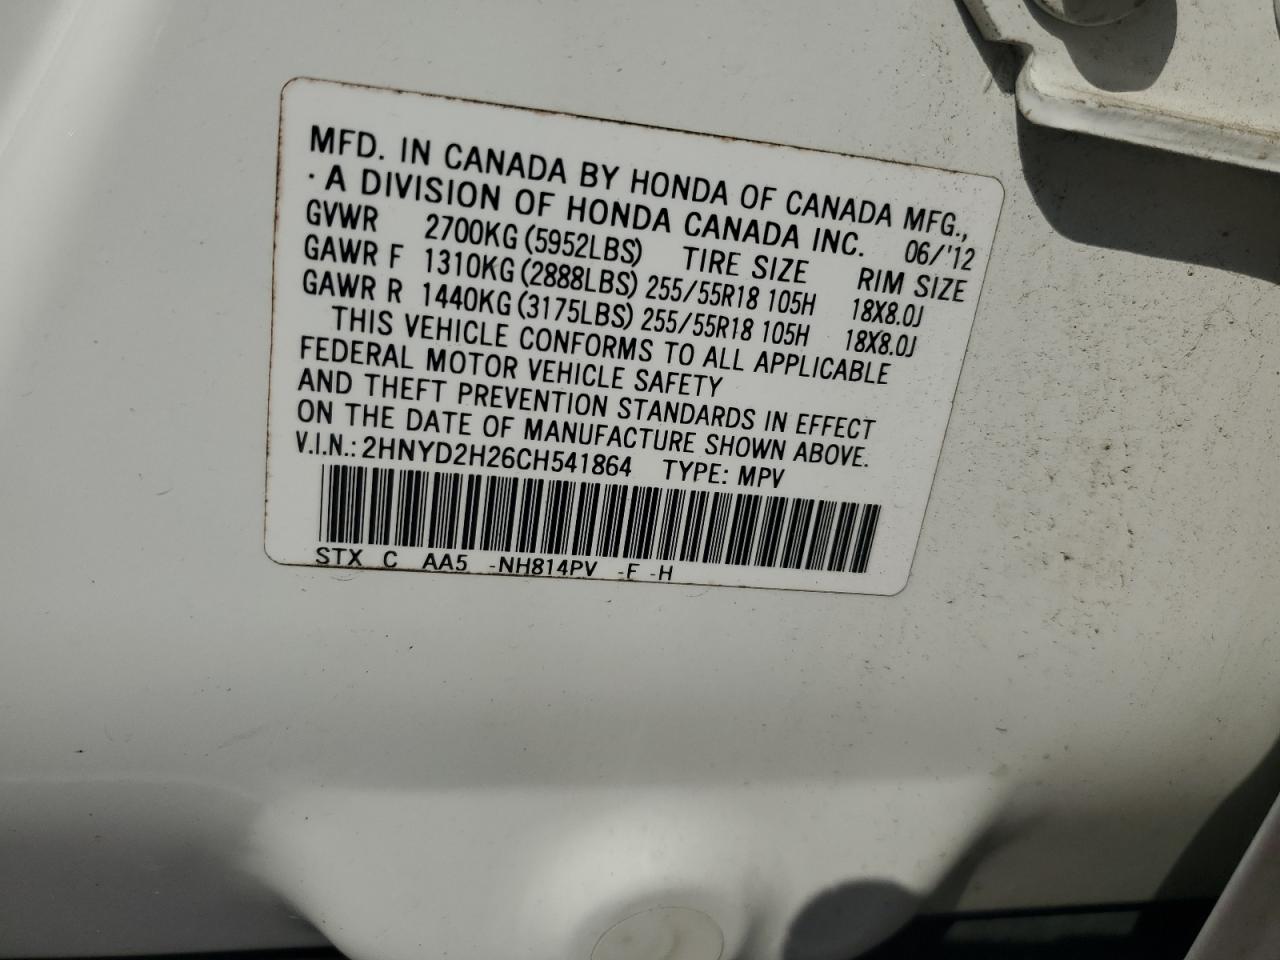 MFD. IN CANADA BY HONDA OF CANADA MFG.,
· A DIVISION OF HONDA CANADA INC. 06/'12
GVWR 2700KG (5952LBS) TIRE SIZE RIM SIZE
GAWR F 1310KG (2888LBS) 255/55R18 105H 18X8.0J
GAWR R 1440KG (3175LBS) 255/55R18 105H 18X8.0J
THIS VEHICLE CONFORMS TO ALL APPLICABLE
FEDERAL MOTOR VEHICLE SAFETY
AND THEFT PREVENTION STANDARDS IN EFFECT
ON THE DATE OF MANUFACTURE SHOWN ABOVE.
V.I.N.: 2HNYD2H26CH541864 TYPE: MPV
STX C AA5 -NH814PV -F -H